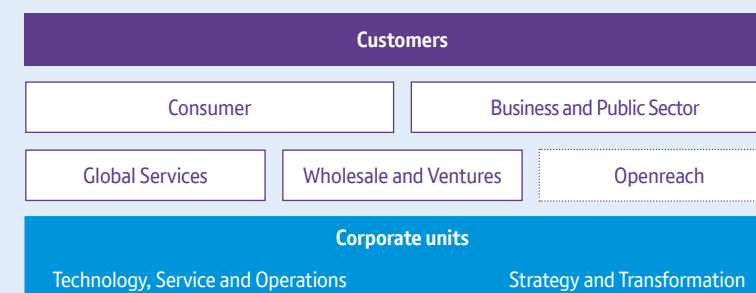 Customers
Consumer
Business and Public Sector
Global Services
Wholesale and Ventures
Openreach
Corporate units
Technology, Service and Operations
Strategy and Transformation